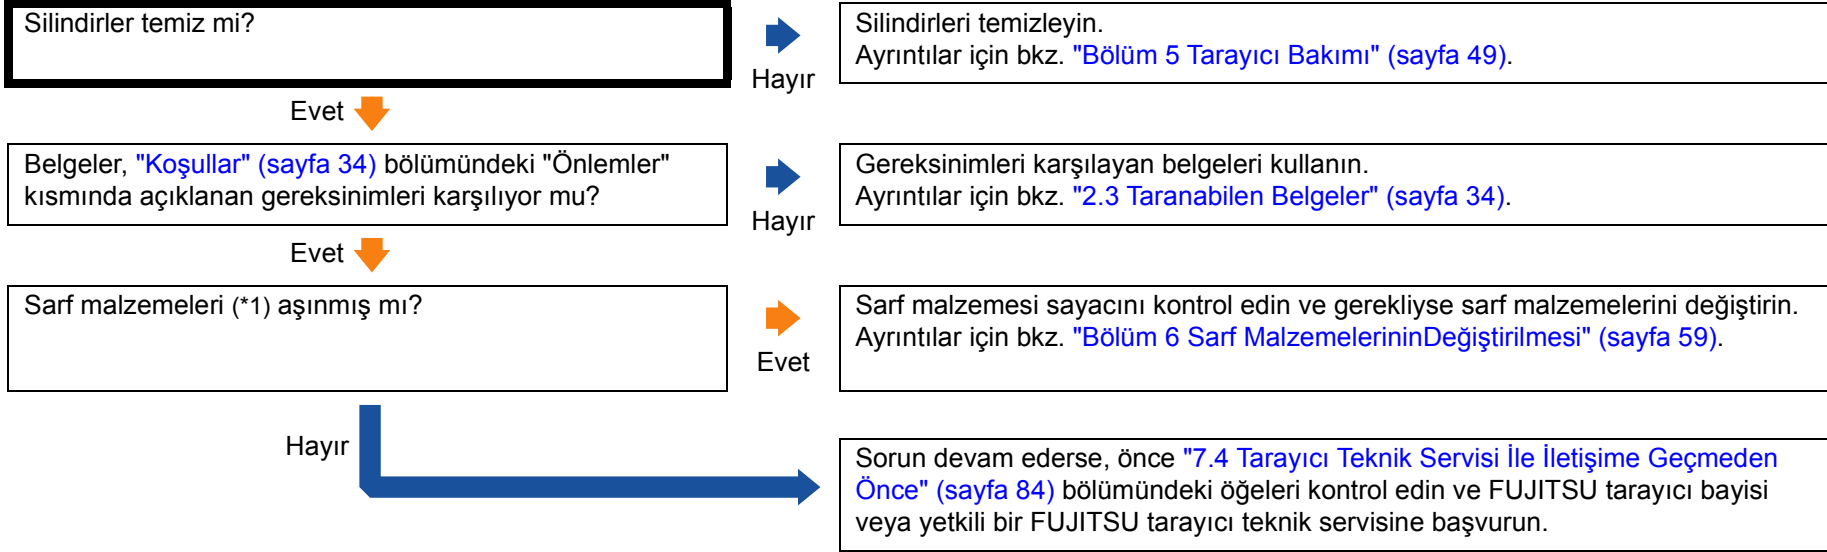 Silindirler temiz mi?
Hayır
Silindirleri temizleyin.
Ayrıntılar için bkz. "Bölüm 5 Tarayıcı Bakımı" (sayfa 49).
Evet
Belgeler, "Koşullar" (sayfa 34) bölümündeki "Önlemler"
kısmında açıklanan gereksinimleri karşılıyor mu?
Hayır
Gereksinimleri karşılayan belgeleri kullanın.
Ayrıntılar için bkz. "2.3 Taranabilen Belgeler" (sayfa 34).
Evet
Sarf malzemeleri (*1) aşınmış mı?
Evet
Sarf malzemesi sayacını kontrol edin ve gerekliyse sarf malzemelerini değiştirin.
Ayrıntılar için bkz. "Bölüm 6 Sarf MalzemelerininDeğiştirilmesi" (sayfa 59).
Hayır
Sorun devam ederse, önce "7.4 Tarayıcı Teknik Servisi İle İletişime Geçmeden
Önce" (sayfa 84) bölümündeki öğeleri kontrol edin ve FUJITSU tarayıcı bayisi
veya yetkili bir FUJITSU tarayıcı teknik servisine başvurun.